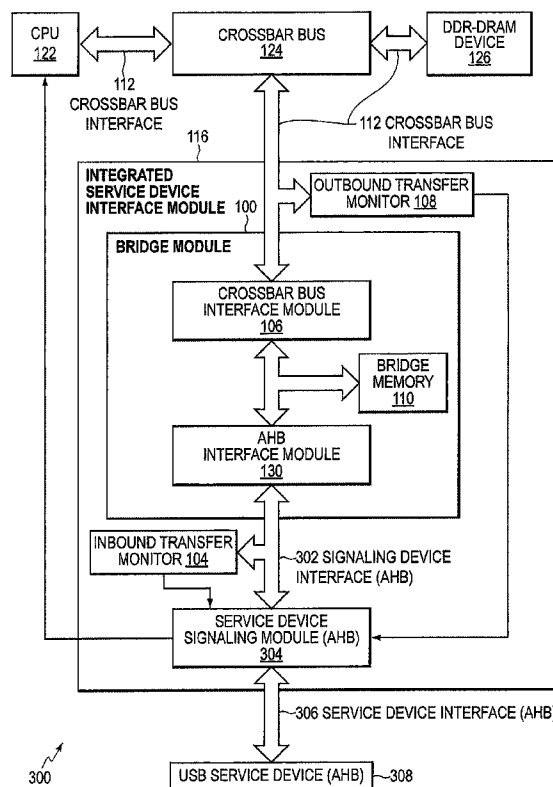 CPU
122
CROSSBAR BUS
124
DDR-DRAM
DEVICE
126
112
CROSSBAR BUS
INTERFACE
112 CROSSBAR BUS
INTERFACE
116
INTEGRATED
SERVICE DEVICE
INTERFACE MODULE
OUTBOUND TRANSFER
MONITOR 108
100
BRIDGE MODULE
CROSSBAR BUS
INTERFACE MODULE
106
BRIDGE
MEMORY
110
AHB
INTERFACE MODULE
130
INBOUND TRANSFER
MONITOR 104
302 SIGNALING DEVICE
INTERFACE (AHB)
SERVICE DEVICE
SIGNALING MODULE (AHB)
304
306 SERVICE DEVICE INTERFACE (AHB)
300
USB SERVICE DEVICE (AHB)
308